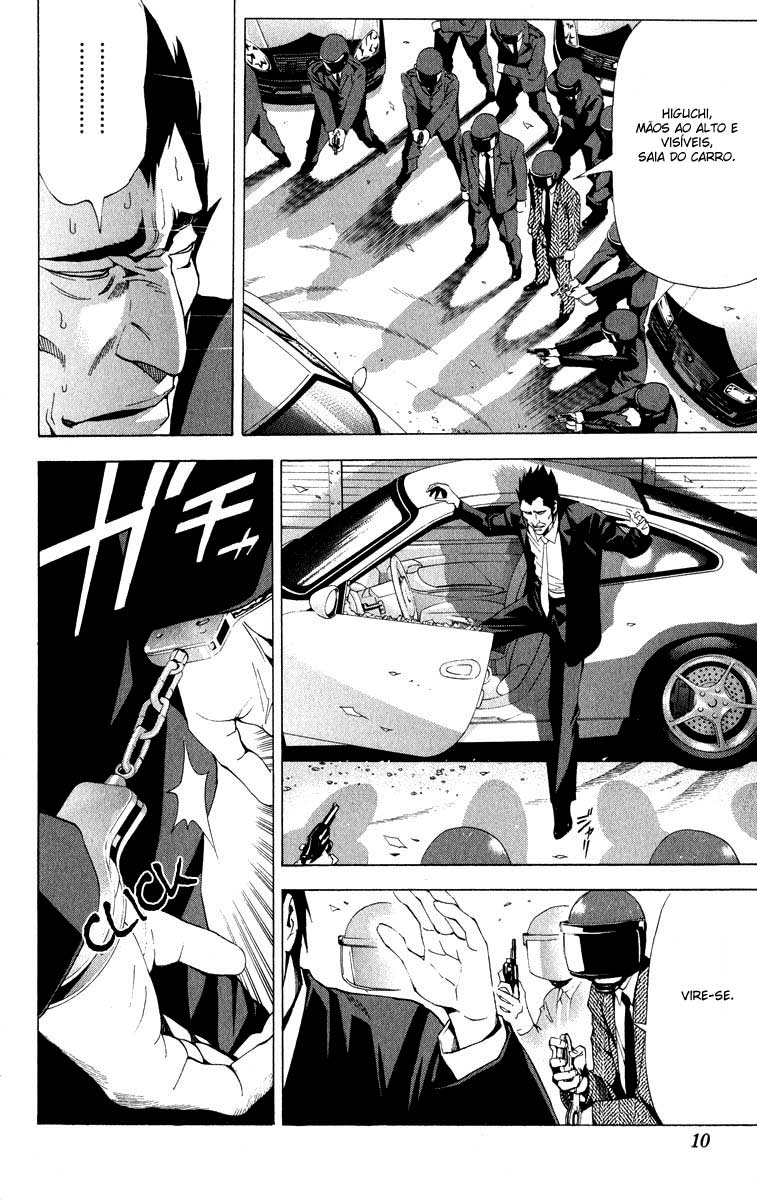 HIGUCHI,
MÃOS AO ALTO E
VISÍVEIS,
SAIA DO CARRO.
..........
VIRE-SE.
ガチャ
CLICK
10